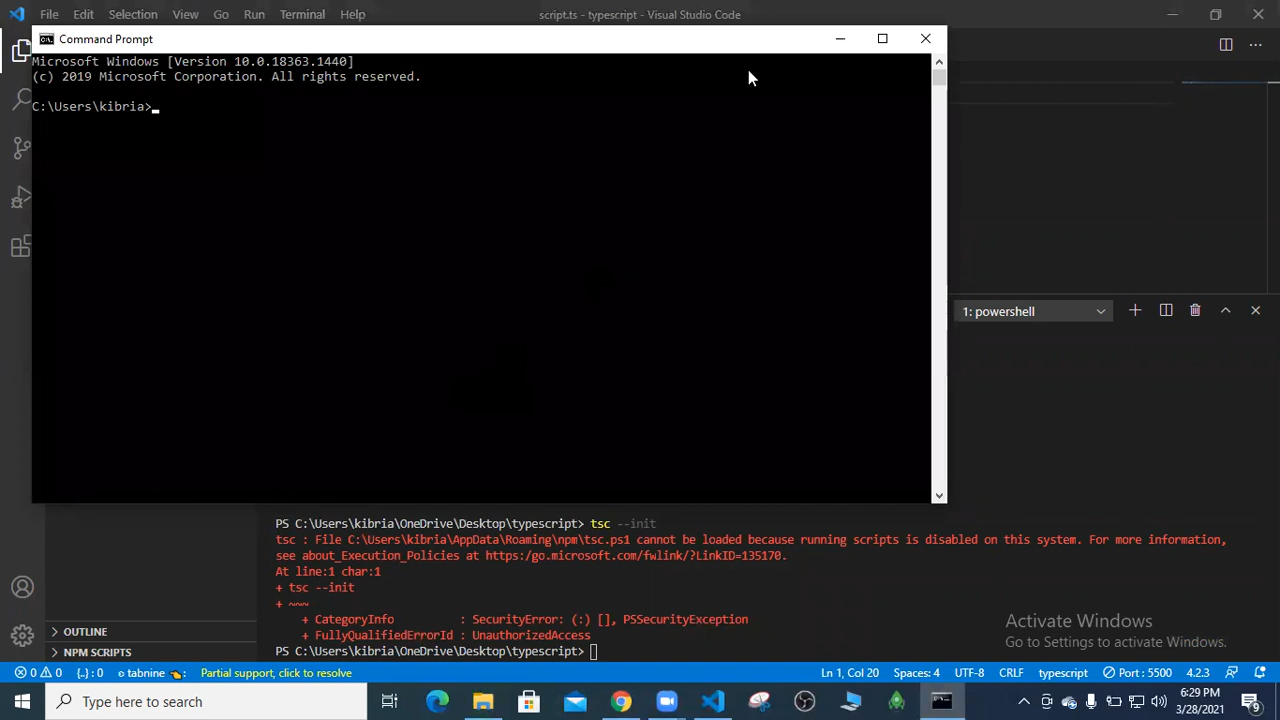 File Edit Selection View Go Run Terminal Help script.ts - typescript - Visual Studio Code
Command Prompt
Microsoft Windows [Version 10.0.18363.1440]
(c) 2019 Microsoft Corporation. All rights reserved.
C:\Users\kibria>
1: powershell
PS C:\Users\kibria\OneDrive\Desktop\typescript> tsc --init
tsc : File C:\Users\kibria\AppData\Roaming\npm\tsc.ps1 cannot be loaded because running scripts is disabled on this system. For more information,
see about_Execution_Policies at https:/go.microsoft.com/fwlink/?LinkID=135170.
At line:1 char:1
+ tsc --init
+ ~~~
+ CategoryInfo : SecurityError: (:) [], PSSecurityException
+ FullyQualifiedErrorId : UnauthorizedAccess
PS C:\Users\kibria\OneDrive\Desktop\typescript>
OUTLINE
NPM SCRIPTS
Activate Windows
Go to Settings to activate Windows.
0 0 {..} : 0 tabnine Partial support, click to resolve Ln 1, Col 20 Spaces: 4 UTF-8 CRLF typescript Port : 5500 4.2.3
Type here to search
6:29 PM
3/28/2021
9